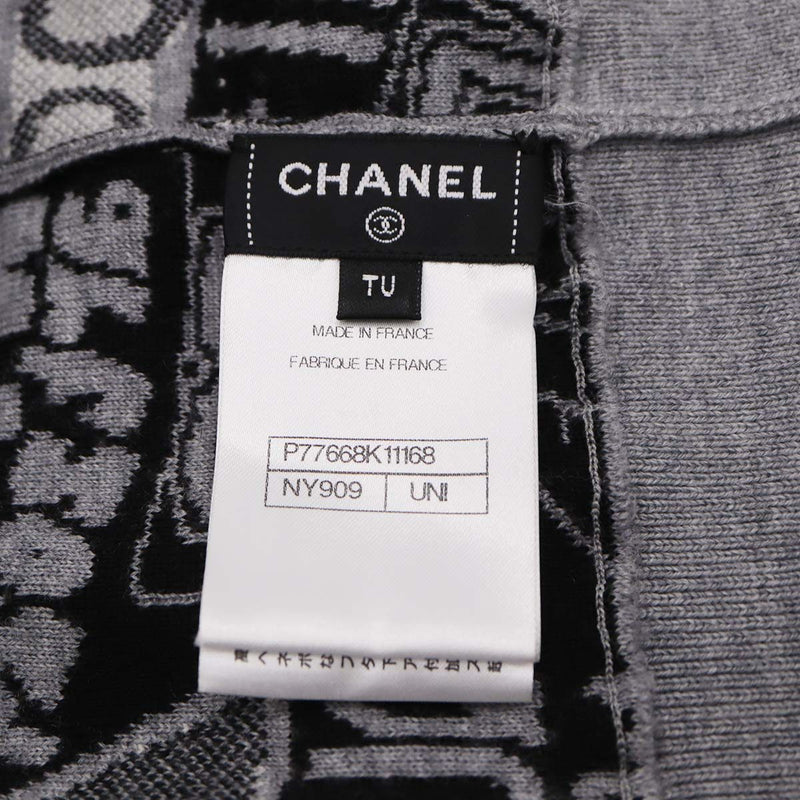 CHANEL
TU
MADE IN FRANCE
FABRIQUE EN FRANCE
P77668K11168
NY909 UNI